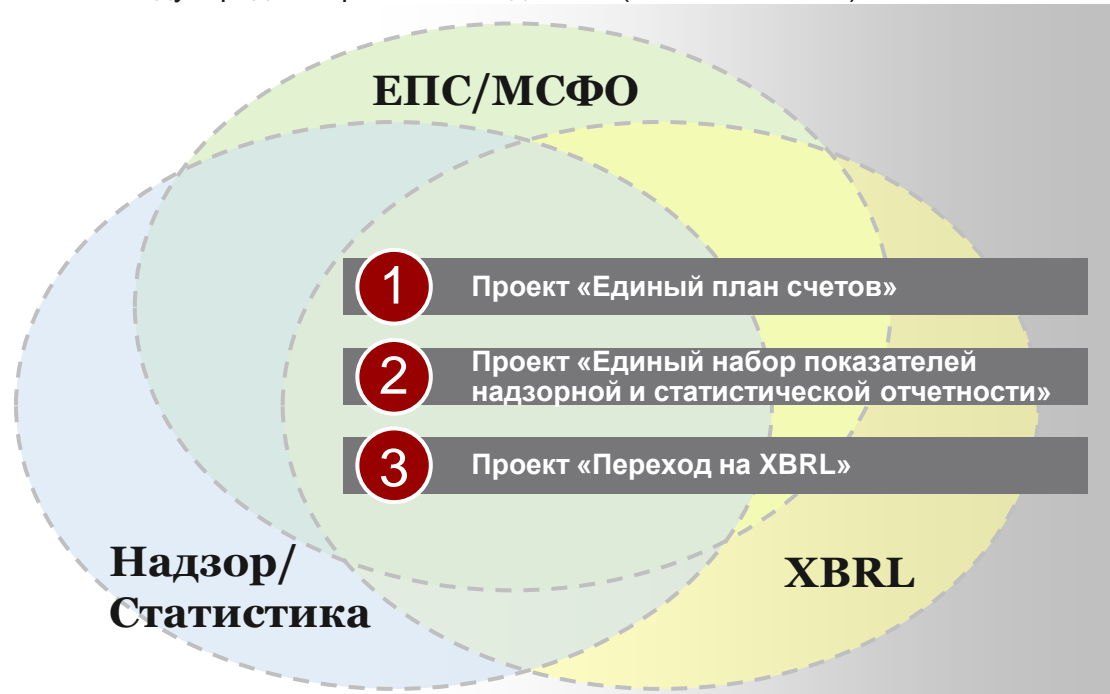 ЕПС/МСФО
1
Проект «Единый план счетов»
2
Проект «Единый набор показателей
надзорной и статистической отчетности»
3
Проект «Переход на XBRL»
Надзор/
Статистика
XBRL